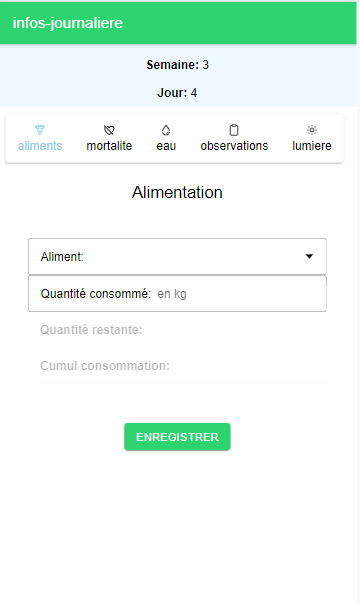 infos-journaliere
Semaine: 3
Jour: 4
aliments mortalite eau observations lumiere
Alimentation
Aliment:
Quantité consommé: en kg
Quantité restante:
Cumul consommation:
ENREGISTRER